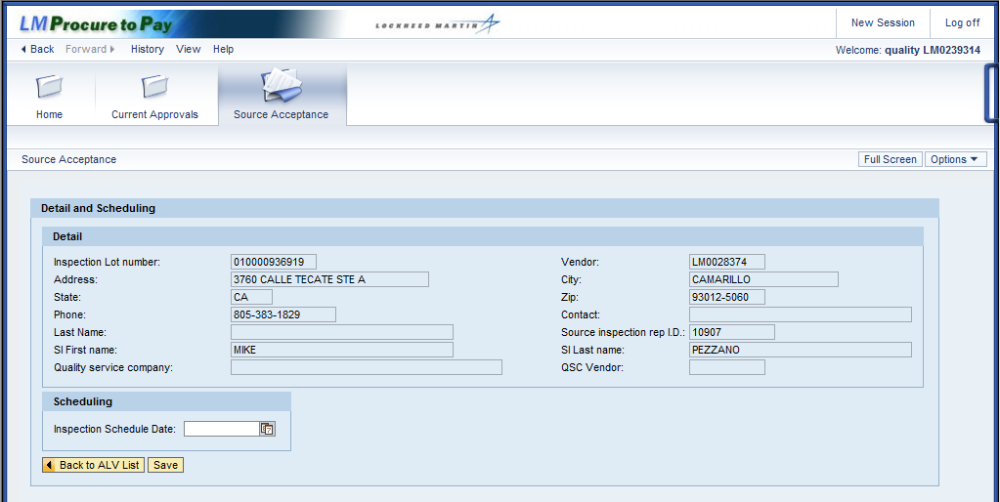 LM Procure to Pay
LOCKHEED MARTIN
New Session
Log off
Back Forward History View Help
Welcome: quality LM0239314
Home
Current Approvals
Source Acceptance
Source Acceptance
Full Screen
Options
Detail and Scheduling
Detail
Inspection Lot number: 010000936919 Vendor: LM0028374
Address: 3760 CALLE TECATE STE A City: CAMARILLO
State: CA Zip: 93012-5060
Phone: 805-383-1829 Contact:
Last Name: Source inspection rep I.D.: 10907
SI First name: MIKE SI Last name: PEZZANO
Quality service company: QSC Vendor:
Scheduling
Inspection Schedule Date:
Back to ALV List Save